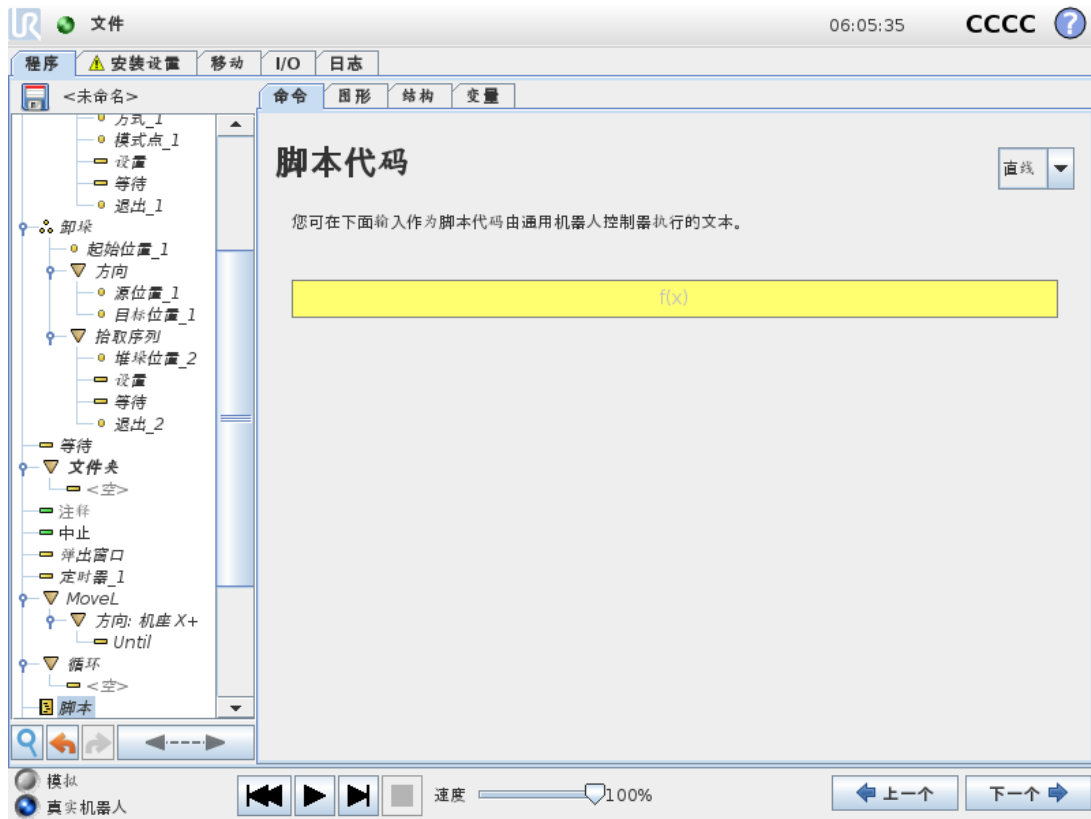 UR 文件 06:05:35 CCCC ?
程序 安装设置 移动 I/O 日志
<未命名>
命令 图形 结构 变量
方式_1
模式点_1
设置
等待
退出_1
卸垛
起始位置_1
方向
源位置_1
目标位置_1
拾取序列
堆垛位置_2
设置
等待
退出_2
等待
文件夹
<空>
注释
中止
弹出窗口
定时器_1
MoveL
方向: 机座 X+
Until
循环
<空>
脚本
脚本代码
直线
您可在下面输入作为脚本代码由通用机器人控制器执行的文本。
f(x)
模拟
真实机器人
速度 100%
上一个 下一个